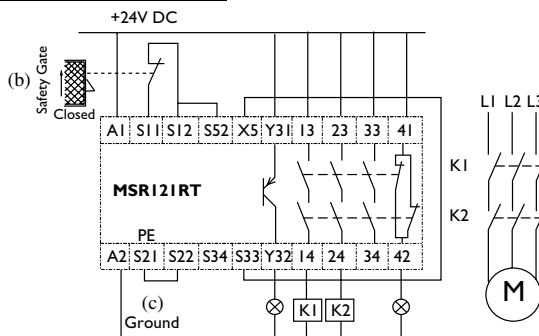 +24V DC
(b)
Safety Gate
Closed
A1 S11 S12 S52 X5 Y31 13 23 33 41
L1 L2 L3
MSR121RT
K1
K2
PE
A2 S21 S22 S34 S33 Y32 14 24 34 42
(c)
Ground
K1 K2
M